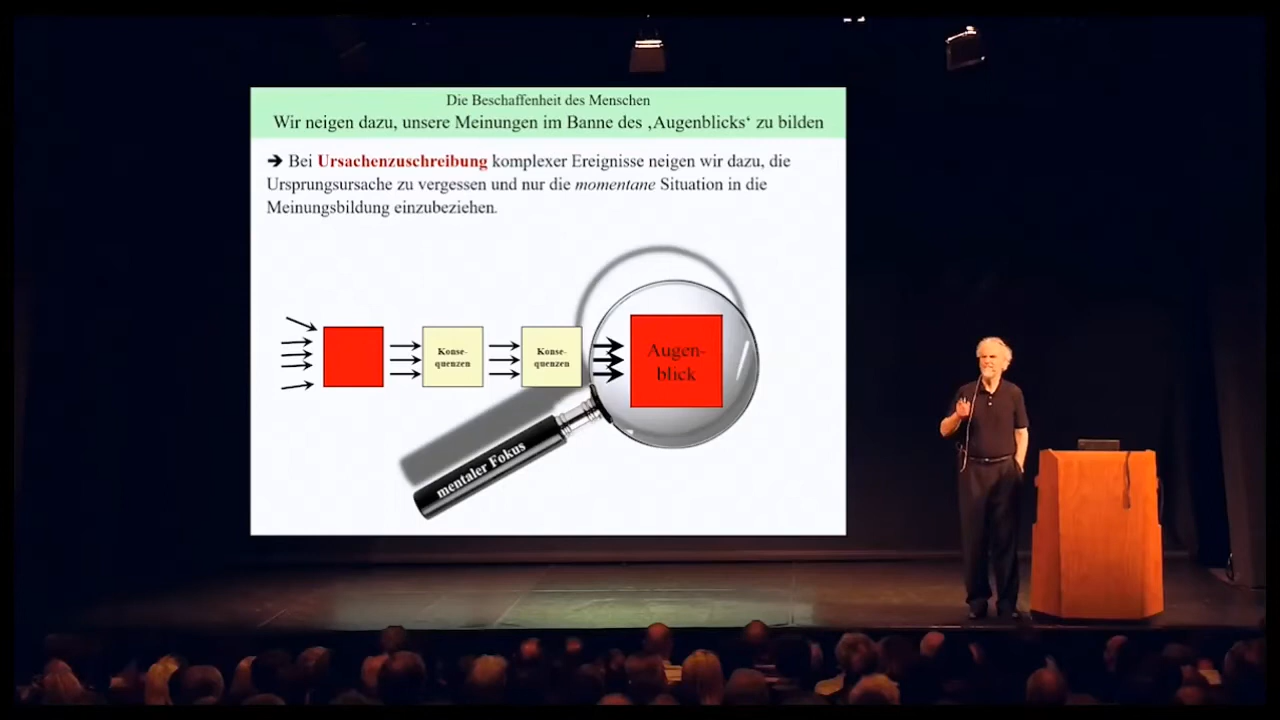 Die Beschaffenheit des Menschen
Wir neigen dazu, unsere Meinungen im Banne des ‚Augenblicks‘ zu bilden
➔ Bei Ursachenzuschreibung komplexer Ereignisse neigen wir dazu, die
Ursprungsursache zu vergessen und nur die momentane Situation in die
Meinungsbildung einzubeziehen.
Konse-
quenzen
Konse-
quenzen
Augen-
blick
mentaler Fokus